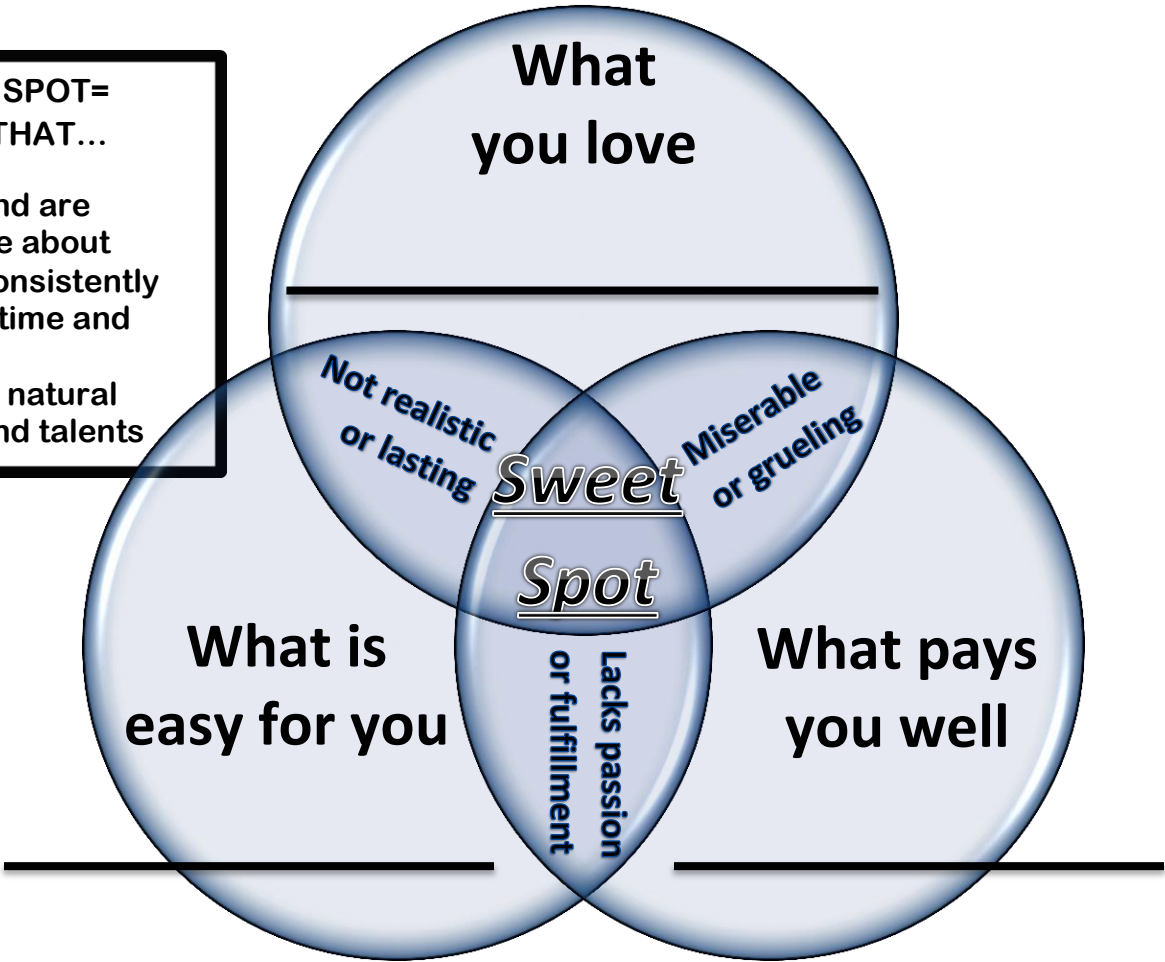 SPOT=
THAT...
nd are
e about
onsistently
time and
natural
nd talents
What
you love
Not realistic
or lasting
Miserable
or grueling
Sweet
Spot
What is
easy for you
What pays
you well
Lacks passion
or fulfillment